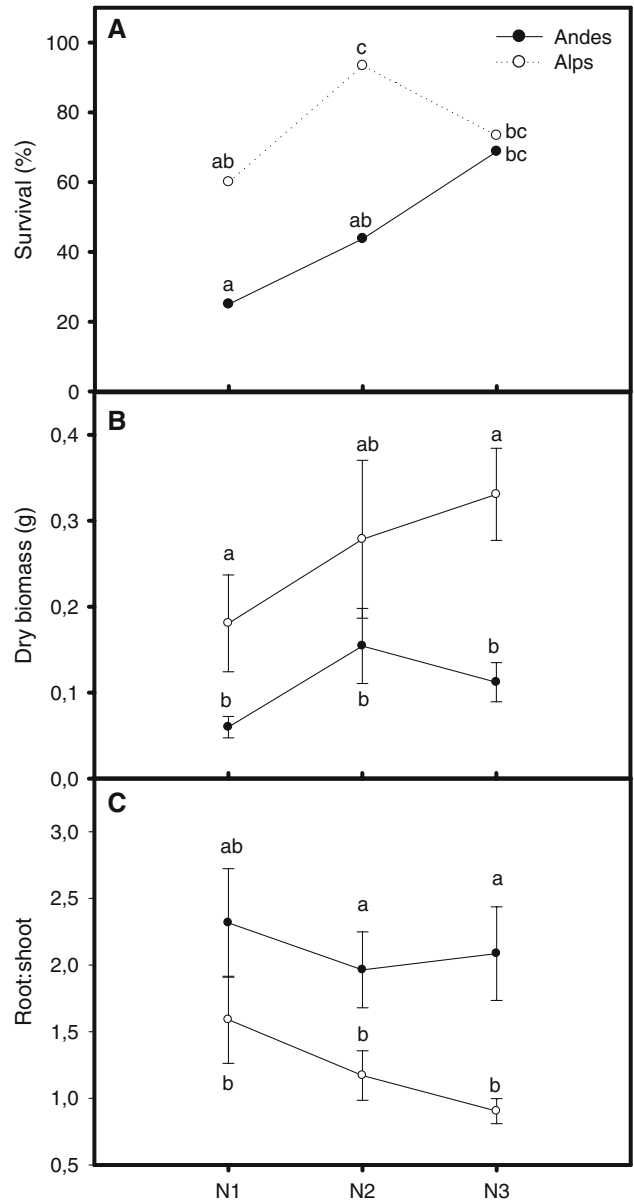 A
Andes
Alps
100
80
60
40
20
0
Survival (%)
ab
c
bc
bc
ab
a
B
0,4
0,3
0,2
0,1
0,0
Dry biomass (g)
a
ab
a
b
b
b
C
3,0
2,5
2,0
1,5
1,0
0,5
Root:shoot
ab
a
a
b
b
b
N1 N2 N3